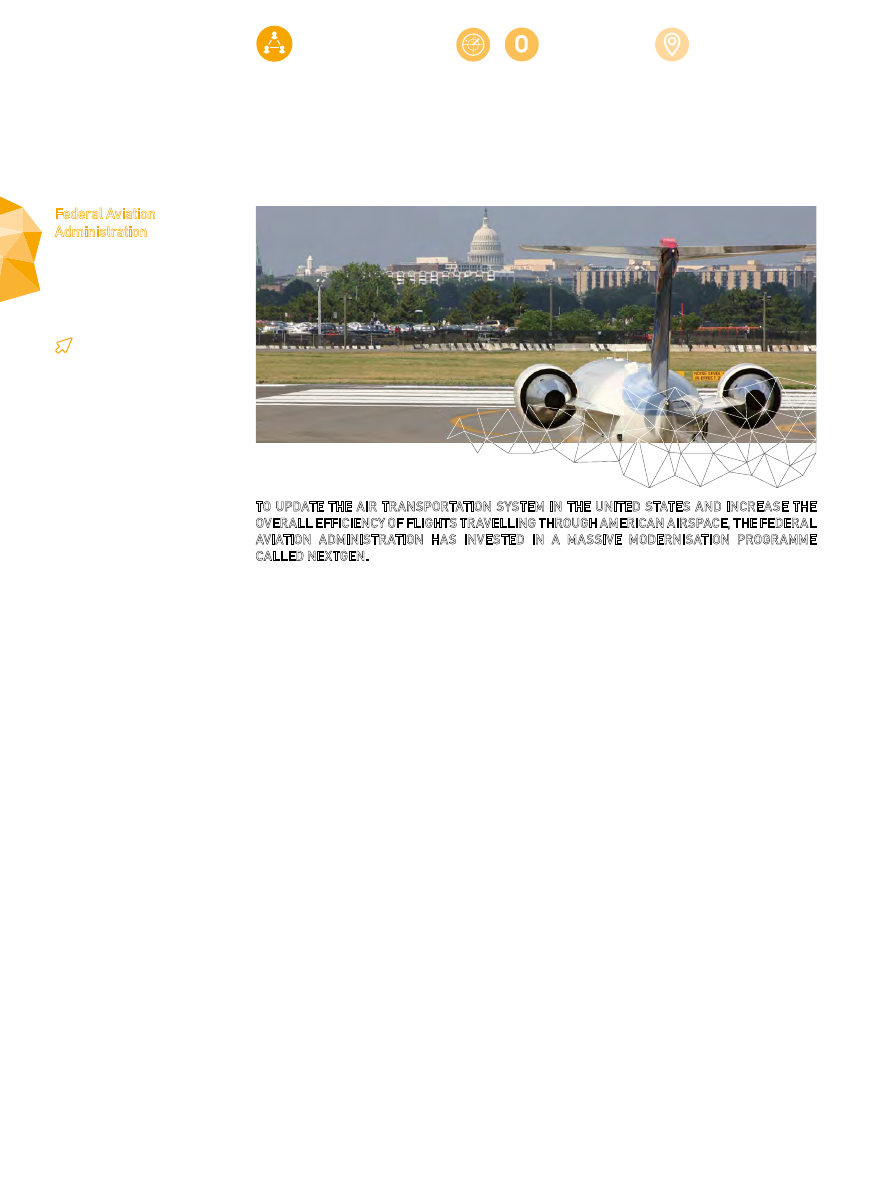 O
Federal Aviation
Administration
TO UPDATE THE AIR TRANSPORTATION SYSTEM IN THE UNITED STATES AND INCREASE THE
OVERALL EFFICIENCY OF FLIGHTS TRAVELLING THROUGH AMERICAN AIRSPACE, THE FEDERAL
AVIATION ADMINISTRATION HAS INVESTED IN A MASSIVE MODERNISATION PROGRAMME
CALLED NEXTGEN.